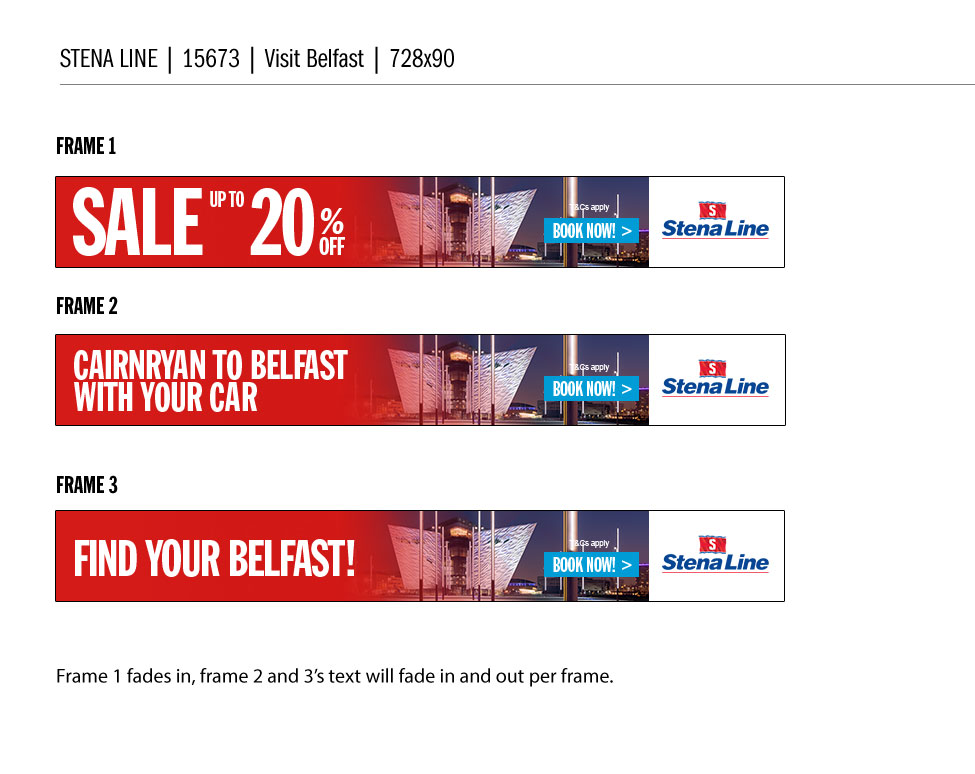 STENA LINE | 15673 | Visit Belfast | 728x90
FRAME 1
SALE UP TO 20% OFF
T&Cs apply
BOOK NOW! >
S
Stena Line
FRAME 2
CAIRNRYAN TO BELFAST
WITH YOUR CAR
T&Cs apply
BOOK NOW! >
S
Stena Line
FRAME 3
FIND YOUR BELFAST!
T&Cs apply
BOOK NOW! >
S
Stena Line
Frame 1 fades in, frame 2 and 3’s text will fade in and out per frame.